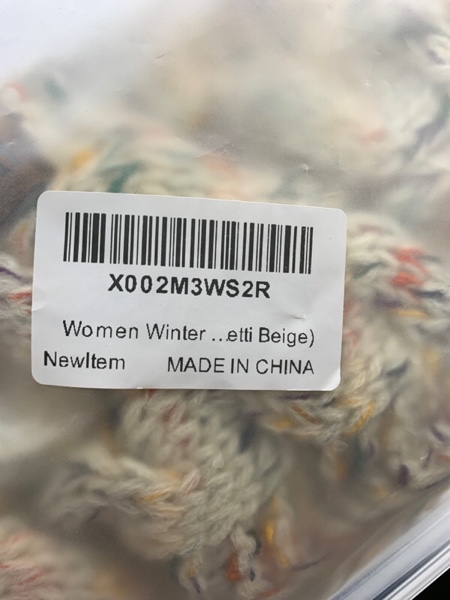 X002M3WS2R
Women Winter ...etti Beige)
NewItem MADE IN CHINA